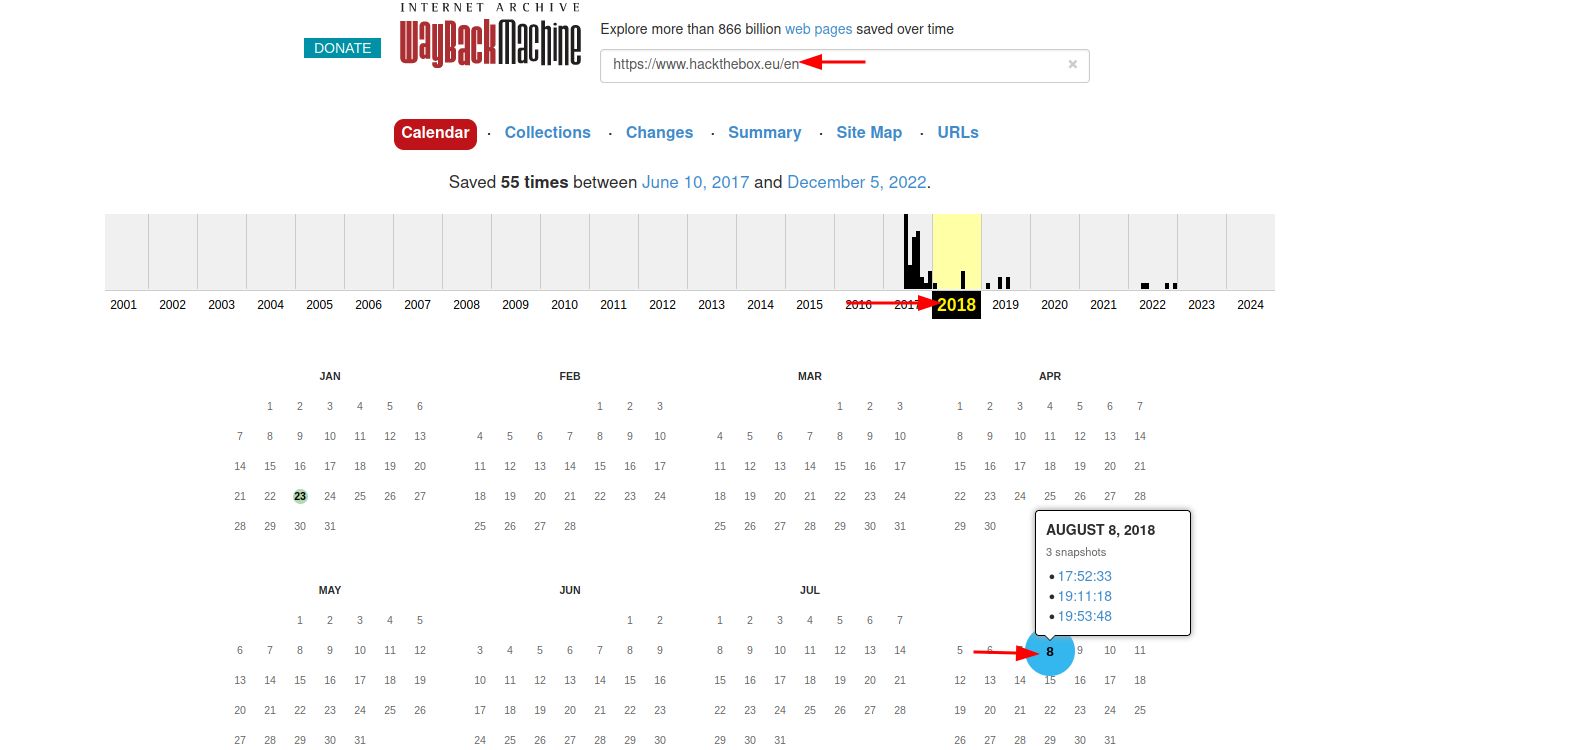 INTERNET ARCHIVE
WayBackMachine
DONATE
Explore more than 866 billion web pages saved over time
https://www.hackthebox.eu/en ×
Calendar · Collections · Changes · Summary · Site Map · URLs
Saved 55 times between June 10, 2017 and December 5, 2022.
2001 2002 2003 2004 2005 2006 2007 2008 2009 2010 2011 2012 2013 2014 2015 2016 2017 2018 2019 2020 2021 2022 2023 2024
JAN
1 2 3 4 5 6
7 8 9 10 11 12 13
14 15 16 17 18 19 20
21 22 23 24 25 26 27
28 29 30 31
FEB
1 2 3
4 5 6 7 8 9 10
11 12 13 14 15 16 17
18 19 20 21 22 23 24
25 26 27 28
MAR
1 2 3
4 5 6 7 8 9 10
11 12 13 14 15 16 17
18 19 20 21 22 23 24
25 26 27 28 29 30 31
APR
1 2 3 4 5 6 7
8 9 10 11 12 13 14
15 16 17 18 19 20 21
22 23 24 25 26 27 28
29 30
MAY
1 2 3 4 5
6 7 8 9 10 11 12
13 14 15 16 17 18 19
20 21 22 23 24 25 26
27 28 29 30 31
JUN
1 2
3 4 5 6 7 8 9
10 11 12 13 14 15 16
17 18 19 20 21 22 23
24 25 26 27 28 29 30
JUL
1 2 3 4 5 6 7
8 9 10 11 12 13 14
15 16 17 18 19 20 21
22 23 24 25 26 27 28
29 30 31
AUGUST 8, 2018
3 snapshots
• 17:52:33
• 19:11:18
• 19:53:48
5 6 8 9 10 11
12 13 14 15 16 17 18
19 20 21 22 23 24 25
26 27 28 29 30 31